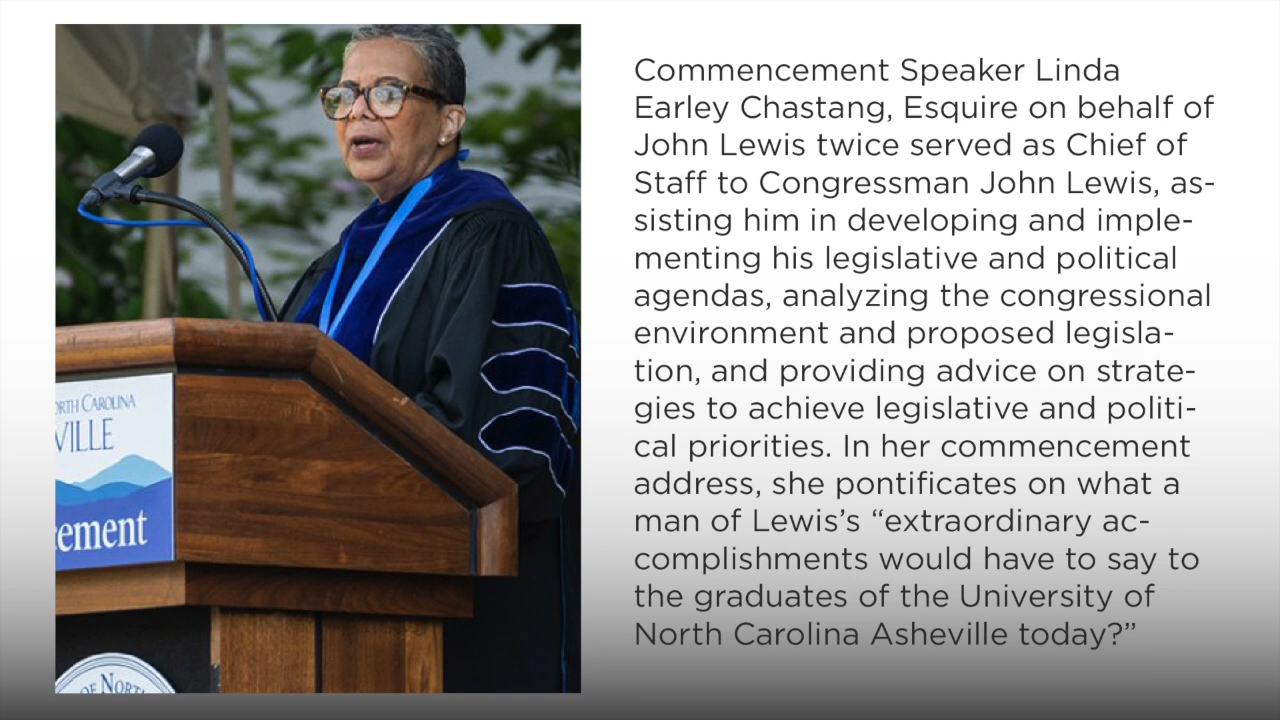 ORTH CAROLINA
VILLE
cement
OF NORT
Commencement Speaker Linda
Earley Chastang, Esquire on behalf of
John Lewis twice served as Chief of
Staff to Congressman John Lewis, as-
sisting him in developing and imple-
menting his legislative and political
agendas, analyzing the congressional
environment and proposed legisla-
tion, and providing advice on strate-
gies to achieve legislative and politi-
cal priorities. In her commencement
address, she pontificates on what a
man of Lewis’s “extraordinary ac-
complishments would have to say to
the graduates of the University of
North Carolina Asheville today?”